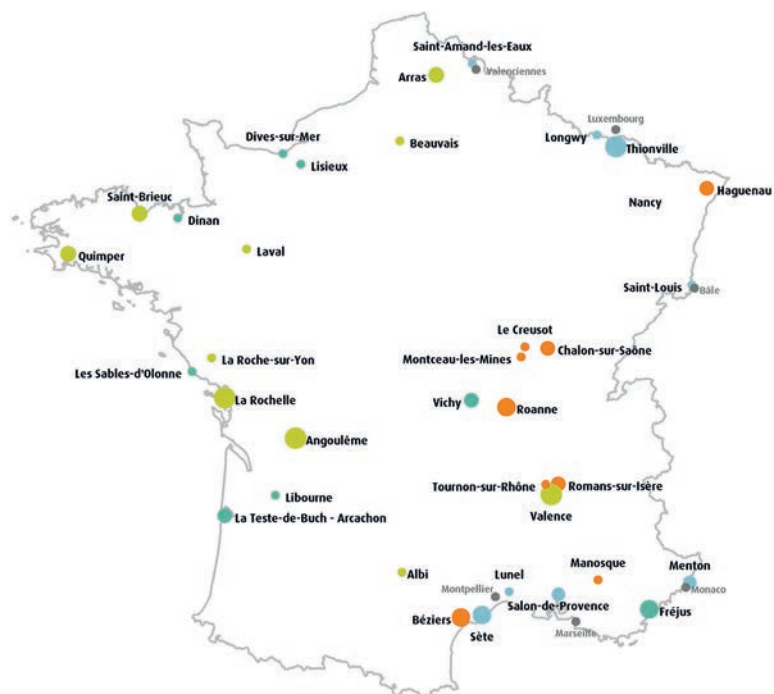 Saint-Amand-les-Eaux
Valenciennes
Arras
Luxembourg
Longwy
Thionville
Dives-sur-Mer
Beauvais
Lisieux
Haguenau
Nancy
Saint-Brieuc
Dinan
Quimper
Laval
Saint-Louis
Bâle
Le Creusot
Chalon-sur-Saône
Montceau-les-Mines
La Roche-sur-Yon
Les Sables-d'Olonne
La Rochelle
Vichy
Roanne
Angoulême
Tournon-sur-Rhône
Romans-sur-Isère
Libourne
Valence
La Teste-de-Buch - Arcachon
Manosque
Menton
Albi
Lunel
Montpellier
Monaco
Salon-de-Provence
Fréjus
Béziers
Marseille
Sète